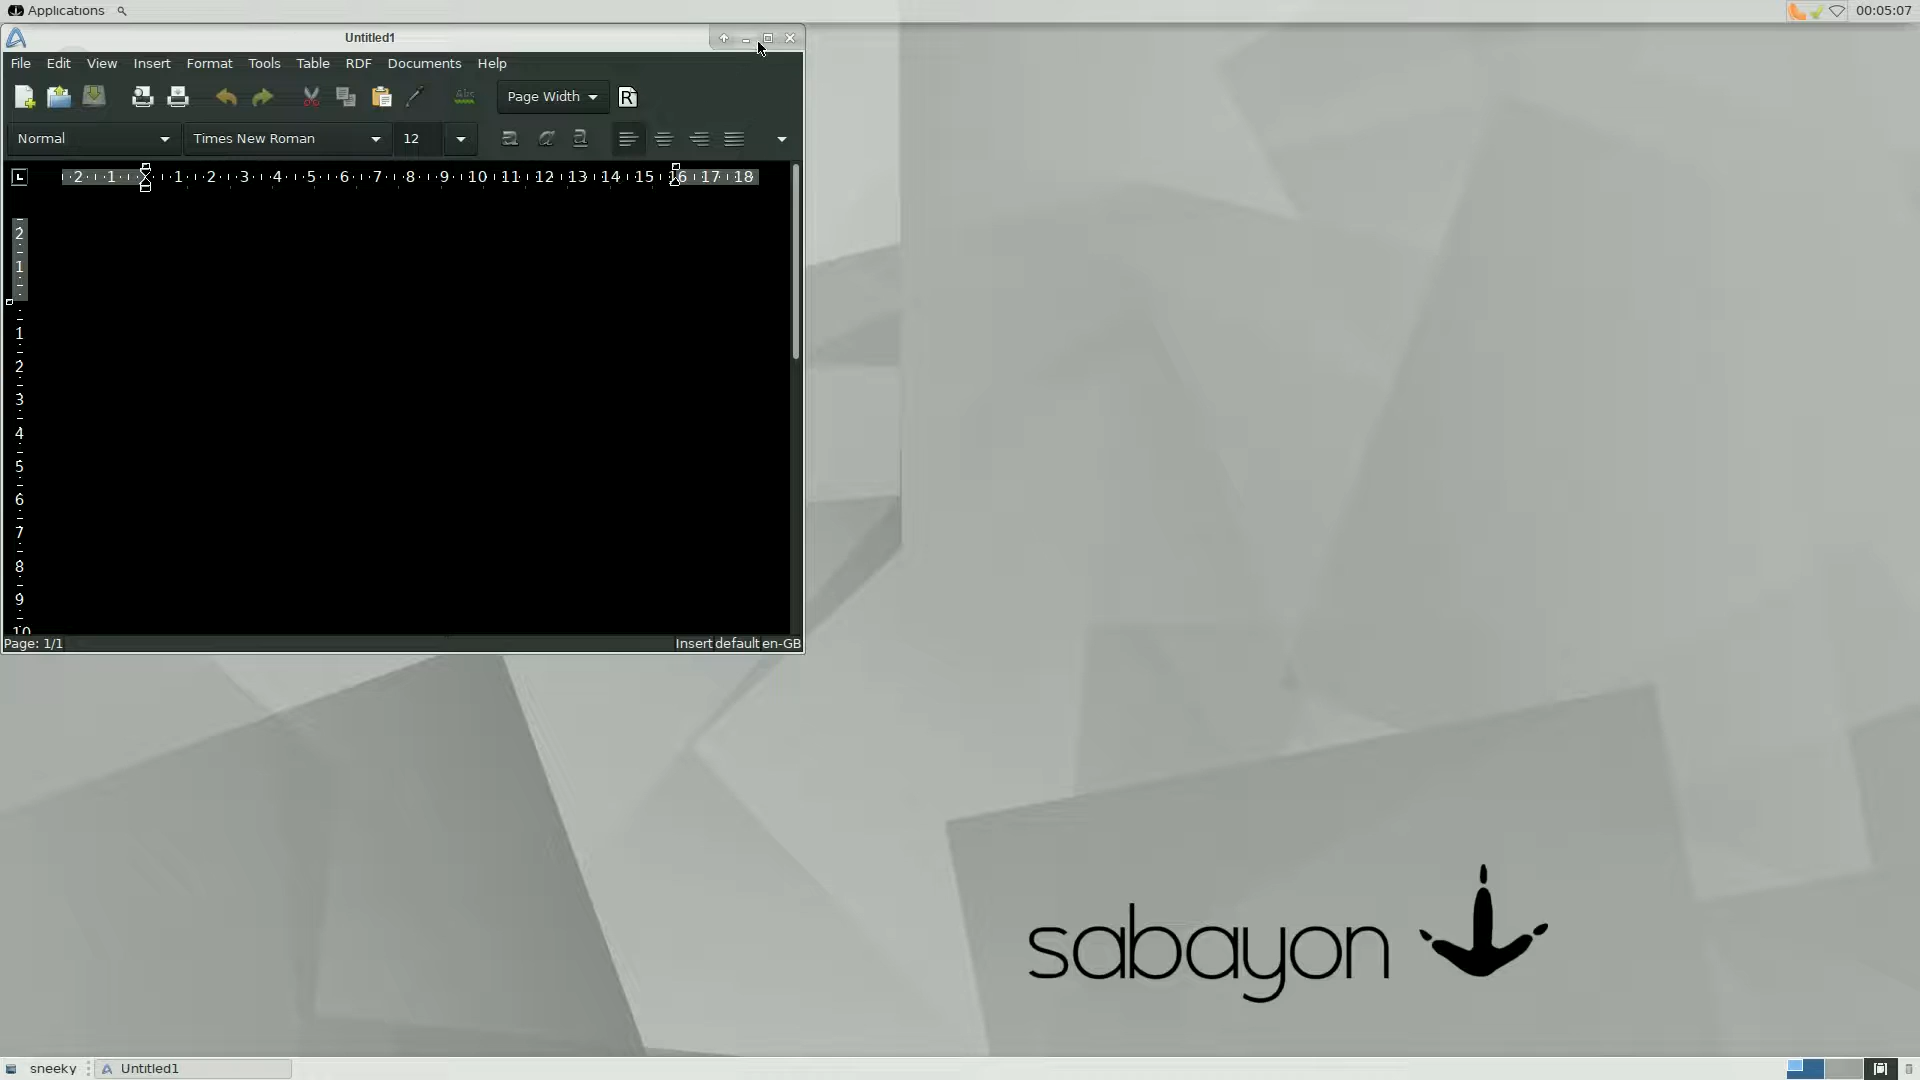 Applications
00:05:07
Untitled1
File Edit View Insert Format Tools Table RDF Documents Help
Abc Page Width R
Normal Times New Roman 12 a a a
L 2 1 1 2 3 4 5 6 7 8 9 10 11 12 13 14 15 16 17 18
2
1
1
2
3
4
5
6
7
8
9
10
Page: 1/1 Insert default en-GB
sabayon
sneeky Untitled1